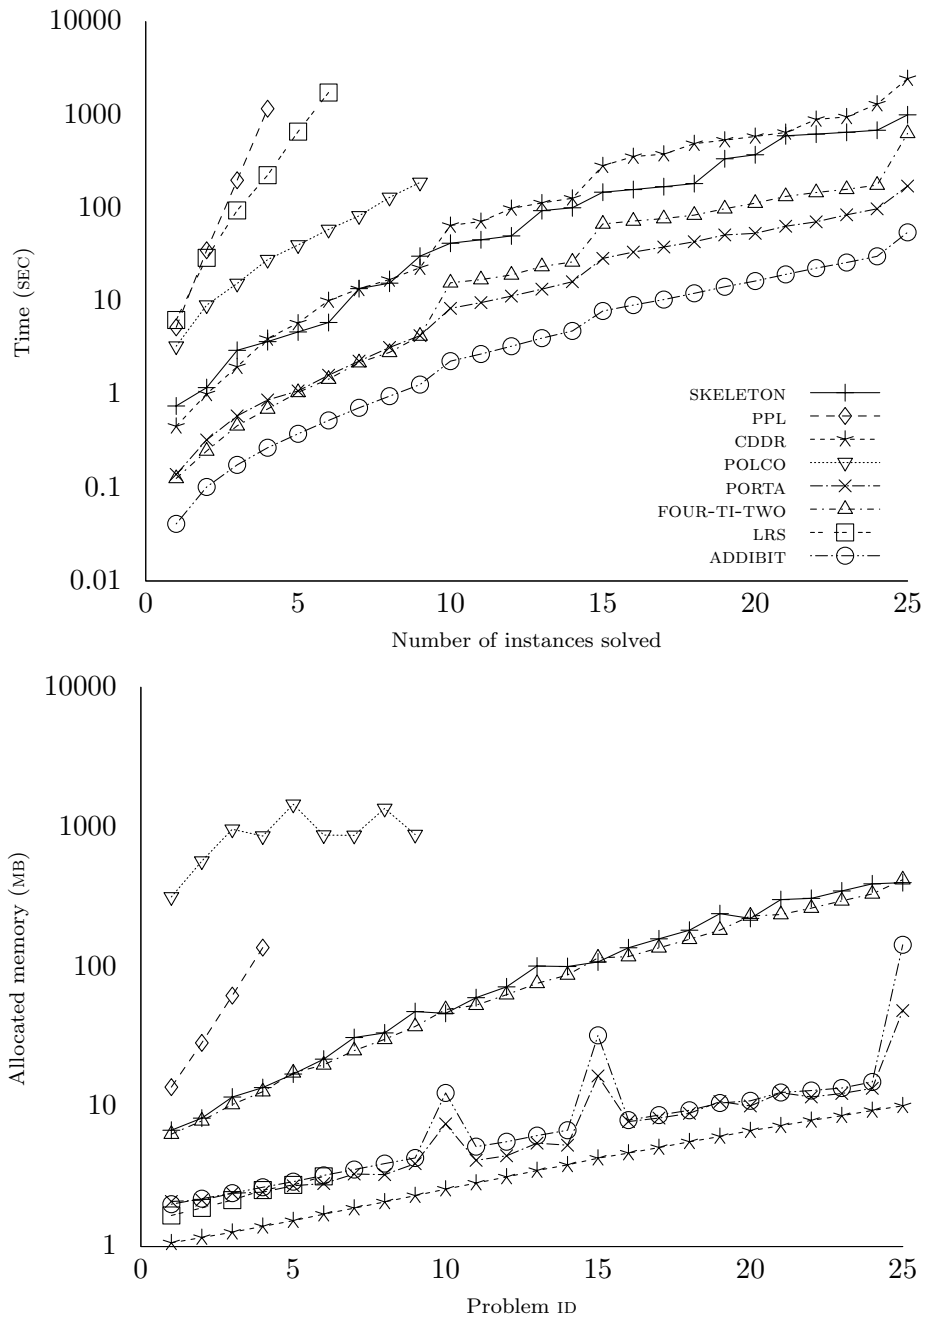 10000
1000
100
10
1
0.1
0.01
Time (SEC)
SKELETON
PPL
CDDR
POLCO
PORTA
FOUR-TI-TWO
LRS
ADDIBIT
0 5 10 15 20 25
Number of instances solved
10000
1000
100
10
1
Allocated memory (MB)
0 5 10 15 20 25
Problem ID